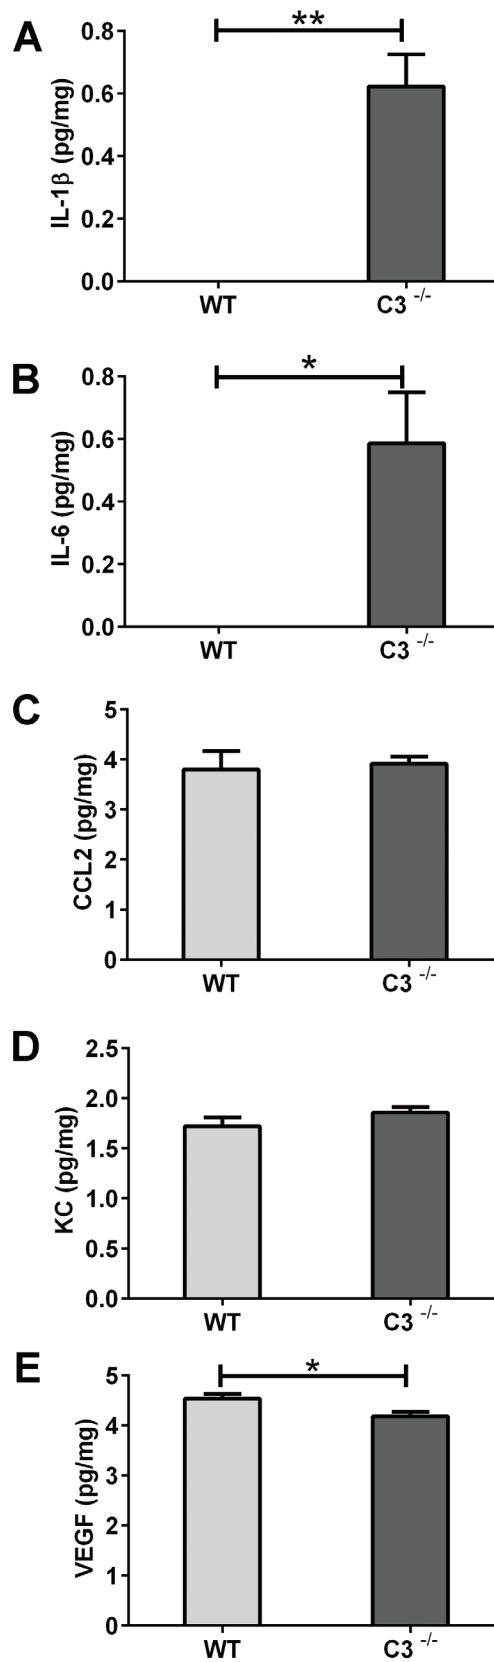 A
**
0.8
0.6
0.4
0.2
0.0
IL-1β (pg/mg)
WT
C3 -/-
B
*
0.8
0.6
0.4
0.2
0.0
IL-6 (pg/mg)
WT
C3 -/-
C
5
4
3
2
1
0
CCL2 (pg/mg)
WT
C3 -/-
D
2.5
2.0
1.5
1.0
0.5
0.0
KC (pg/mg)
WT
C3 -/-
E
*
5
4
3
2
1
0
VEGF (pg/mg)
WT
C3 -/-